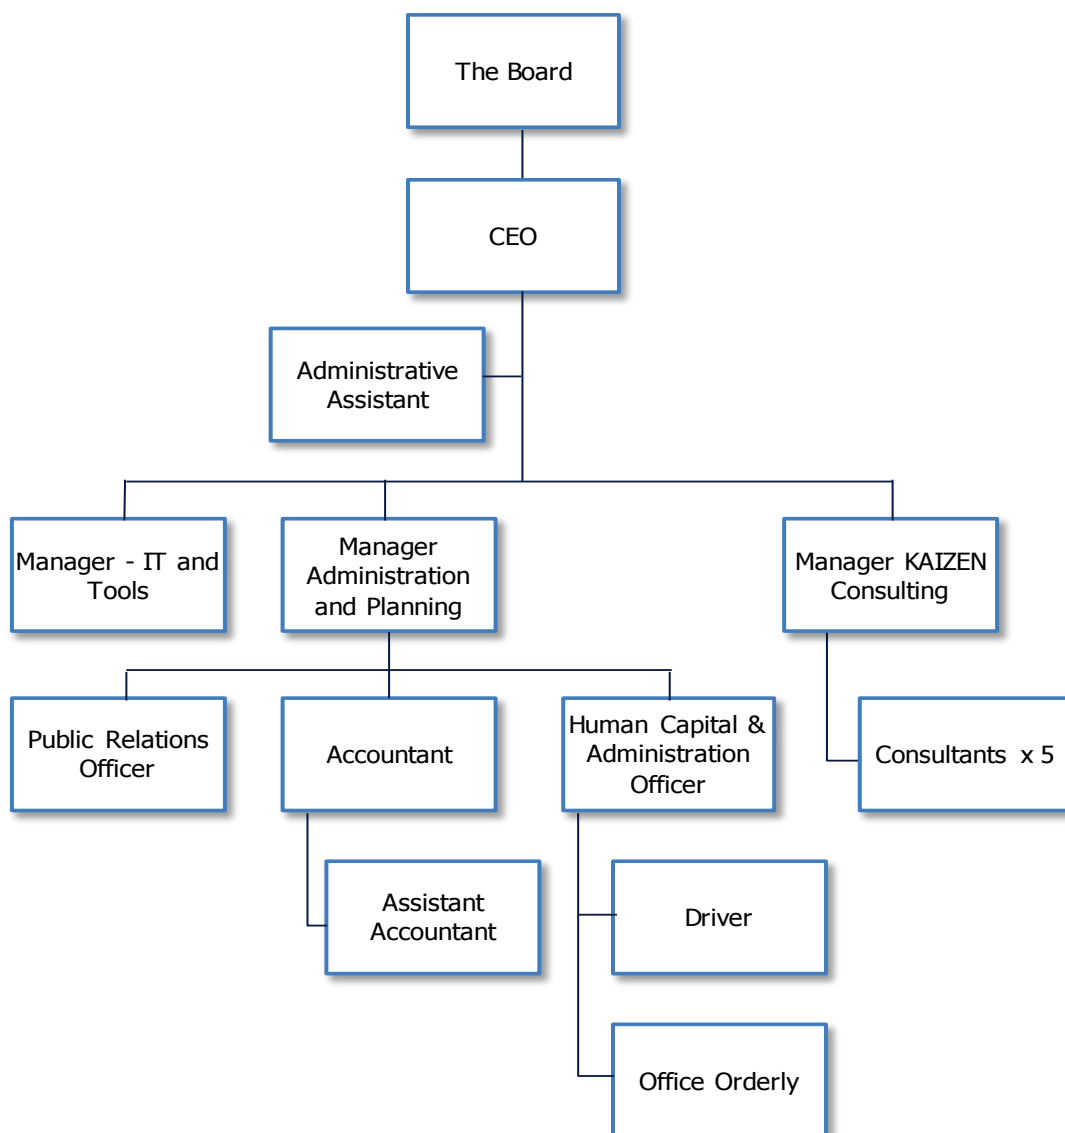 The Board
CEO
Administrative
Assistant
Manager - IT and
Tools
Manager
Administration
and Planning
Manager KAIZEN
Consulting
Public Relations
Officer
Accountant
Human Capital &
Administration
Officer
Consultants x 5
Assistant
Accountant
Driver
Office Orderly